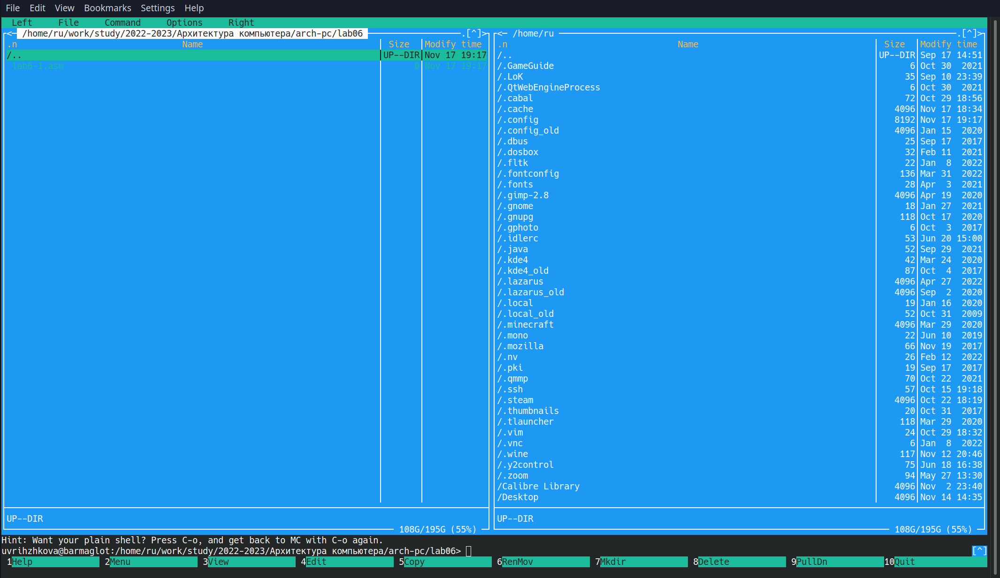 File Edit View Bookmarks Settings Help
Left File Command Options Right
<─ /home/ru/work/study/2022-2023/Архитектура компьютера/arch-pc/lab06 ─.[^]>
.n Name Size Modify time
/.. UP--DIR Nov 17 19:17
lab6-1.asm 0 Nov 17 19:17
UP--DIR
108G/195G (55%)
<─ /home/ru ─.[^]>
.n Name Size Modify time
/.. UP--DIR Sep 17 14:51
/.GameGuide 6 Oct 30 2021
/.LoK 35 Sep 10 23:39
/.QtWebEngineProcess 6 Oct 30 2021
/.cabal 72 Oct 29 18:56
/.cache 4096 Nov 17 18:34
/.config 8192 Nov 17 19:17
/.config_old 4096 Jan 15 2020
/.dbus 25 Sep 17 2017
/.dosbox 32 Feb 11 2021
/.fltk 22 Jan 8 2022
/.fontconfig 136 Mar 31 2022
/.fonts 28 Apr 3 2021
/.gimp-2.8 4096 Apr 19 2020
/.gnome 18 Jan 27 2021
/.gnupg 118 Oct 17 2020
/.gphoto 6 Oct 3 2017
/.idlerc 53 Jun 20 15:00
/.java 52 Sep 29 2021
/.kde4 42 Mar 24 2020
/.kde4_old 87 Oct 4 2017
/.lazarus 4096 Apr 27 2022
/.lazarus_old 4096 Sep 2 2020
/.local 19 Jan 16 2020
/.local_old 52 Oct 31 2009
/.minecraft 4096 Mar 29 2020
/.mono 22 Jun 10 2019
/.mozilla 66 Nov 19 2017
/.nv 26 Feb 12 2022
/.pki 19 Sep 17 2017
/.qmmp 70 Oct 22 2021
/.ssh 57 Oct 15 19:18
/.steam 4096 Oct 22 18:19
/.thumbnails 20 Oct 31 2017
/.tlauncher 118 Mar 29 2020
/.vim 24 Oct 29 18:32
/.vnc 6 Jan 8 2022
/.wine 117 Nov 12 20:46
/.y2control 75 Jun 18 16:38
/.zoom 94 May 27 13:30
/Calibre Library 4096 Nov 2 23:40
/Desktop 4096 Nov 14 14:35
UP--DIR
108G/195G (55%)
Hint: Want your plain shell? Press C-o, and get back to MC with C-o again.
uvrihzhkova@barmaglot:/home/ru/work/study/2022-2023/Архитектура компьютера/arch-pc/lab06> [^]
1Help 2Menu 3View 4Edit 5Copy 6RenMov 7Mkdir 8Delete 9PullDn 10Quit